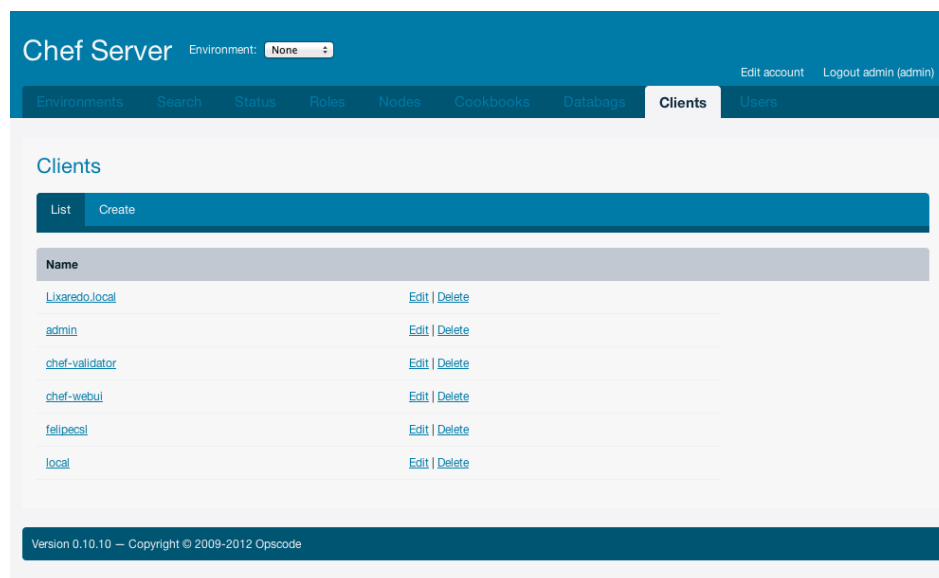 Chef Server Environment: None
Edit account Logout admin (admin)
Environments Search Status Roles Nodes Cookbooks Databags Clients Users
Clients
List Create
Name
Lixaredo.local Edit | Delete
admin Edit | Delete
chef-validator Edit | Delete
chef-webui Edit | Delete
felipecsl Edit | Delete
local Edit | Delete
Version 0.10.10 — Copyright © 2009-2012 Opscode